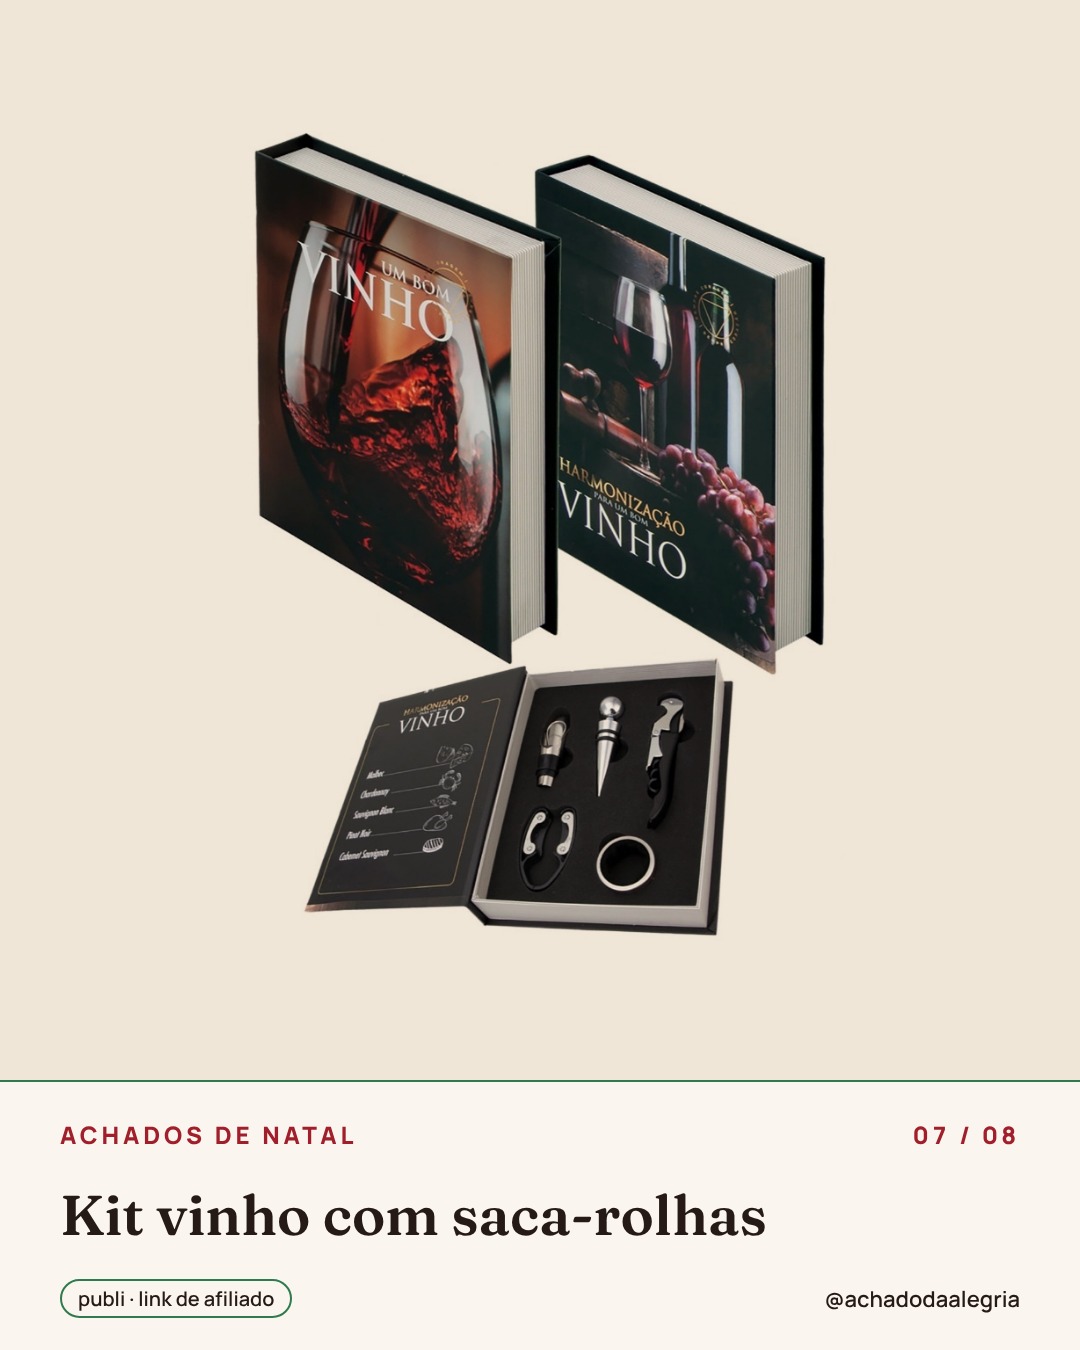 UM BOM
VINHO
HARMONIZAÇÃO
PARA UM BOM
VINHO
HARMONIZAÇÃO
VINHO
Malbec
Chardonnay
Sauvignon Blanc
Pinot Noir
Cabernet Sauvignon
ACHADOS DE NATAL
07 / 08
Kit vinho com saca-rolhas
publi · link de afiliado
@achadodaalegria